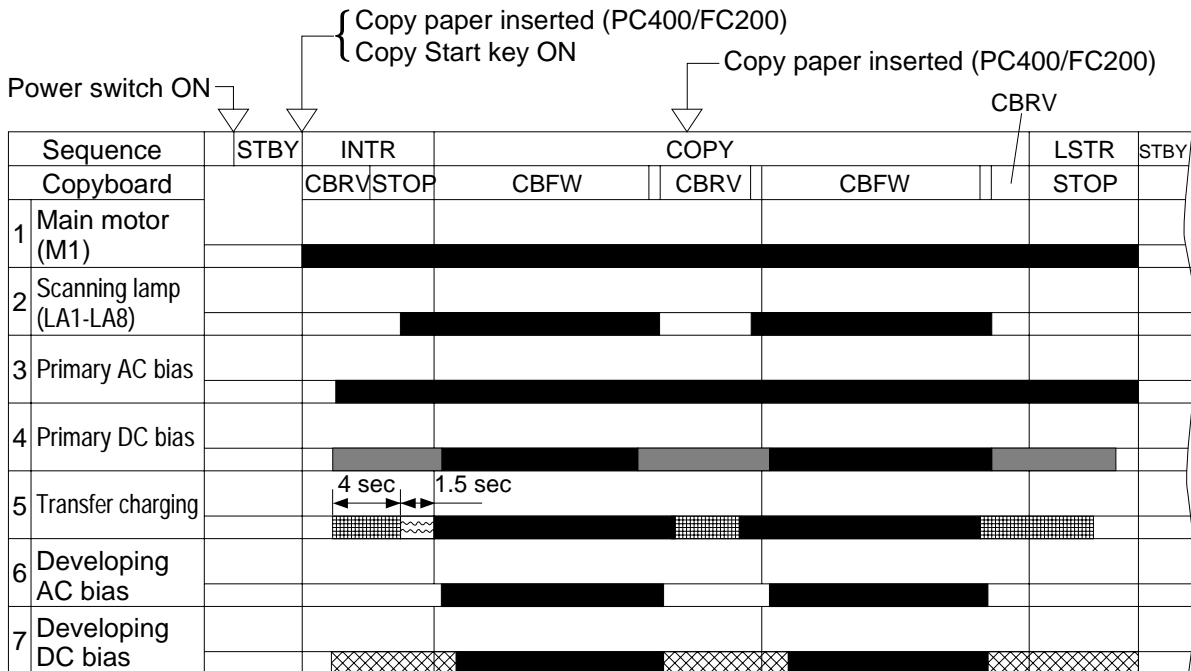 Copy paper inserted (PC400/FC200)
Copy Start key ON
Copy paper inserted (PC400/FC200)
Power switch ON
CBRV
Sequence STBY INTR COPY LSTR STBY
Copyboard CBRV STOP CBFW CBRV CBFW STOP
1 Main motor
(M1)
2 Scanning lamp
(LA1-LA8)
3 Primary AC bias
4 Primary DC bias
4 sec 1.5 sec
5 Transfer charging
6 Developing
AC bias
7 Developing
DC bias